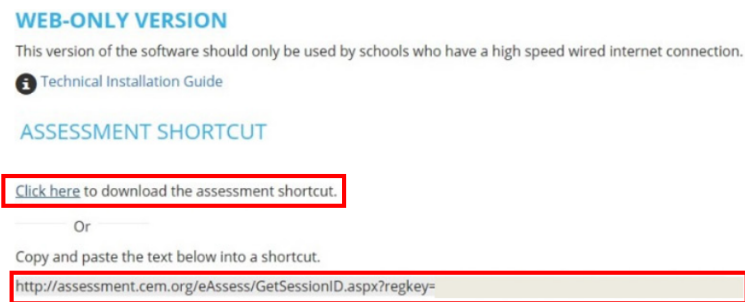 WEB-ONLY VERSION
This version of the software should only be used by schools who have a high speed wired internet connection.
i Technical Installation Guide
ASSESSMENT SHORTCUT
Click here to download the assessment shortcut.
Or
Copy and paste the text below into a shortcut.
http://assessment.cem.org/eAssess/GetSessionID.aspx?regkey=